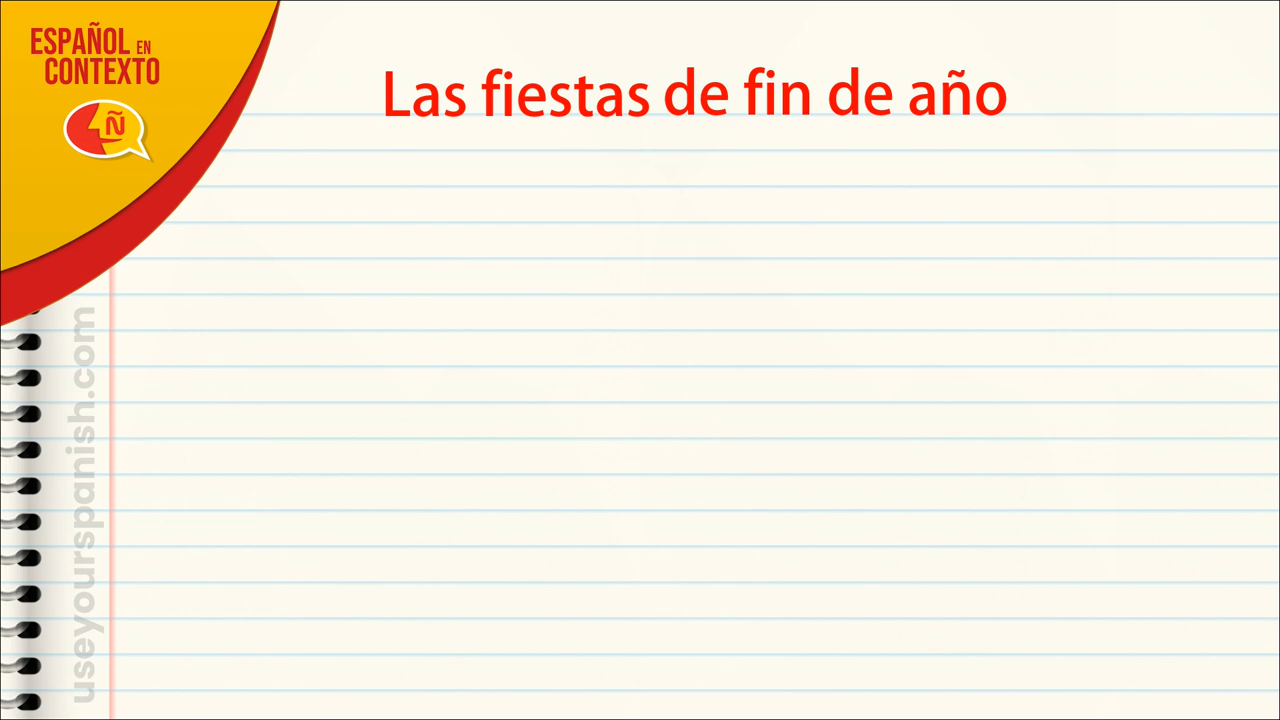 ESPAÑOL EN
CONTEXTO
Ñ
Las fiestas de fin de año
useyourspanish.com